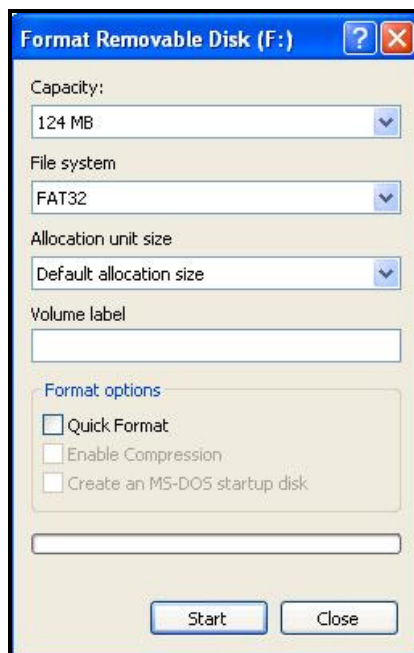 Format Removable Disk (F:)
Capacity:
124 MB
File system
FAT32
Allocation unit size
Default allocation size
Volume label
Format options
Quick Format
Enable Compression
Create an MS-DOS startup disk
Start Close